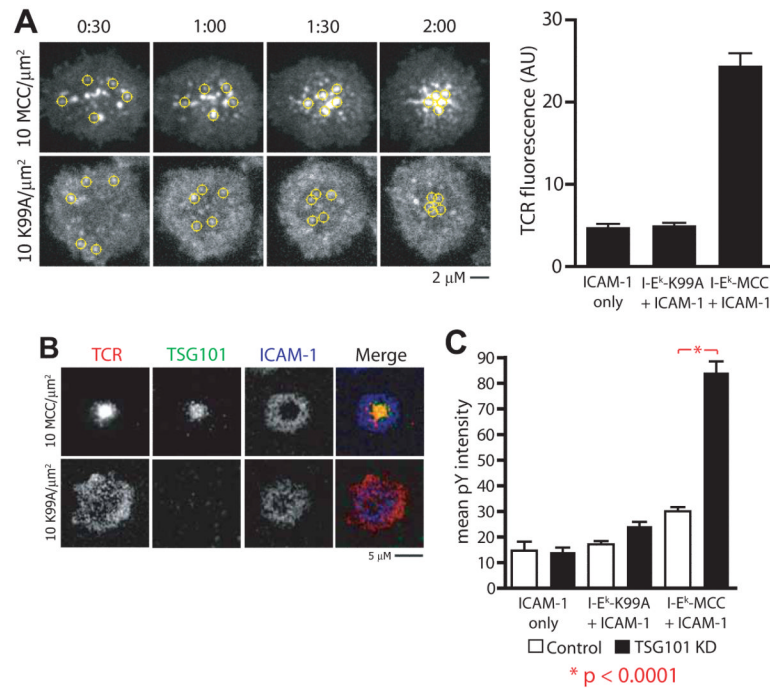 A
0:30 1:00 1:30 2:00
10 MCC/μm²
10 K99A/μm²
2 μM
TCR fluorescence (AU)
30
20
10
0
ICAM-1 only
I-Eᵏ-K99A + ICAM-1
I-Eᵏ-MCC + ICAM-1
B
TCR TSG101 ICAM-1 Merge
10 MCC/μm²
10 K99A/μm²
5 μM
C
mean pY intensity
90
80
70
60
50
40
30
20
10
0
*
ICAM-1 only
I-Eᵏ-K99A + ICAM-1
I-Eᵏ-MCC + ICAM-1
Control TSG101 KD
* p < 0.0001